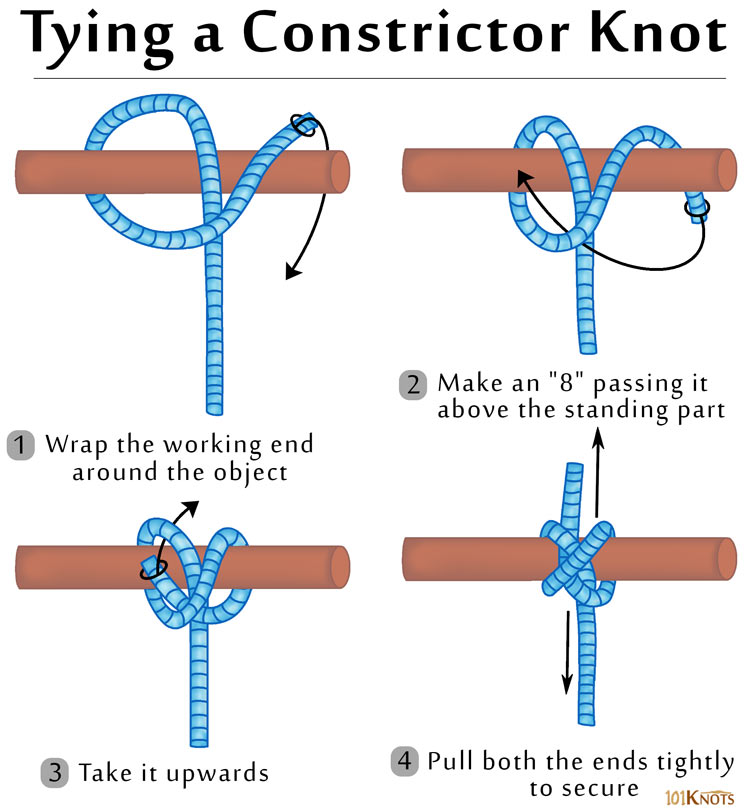 Tying a Constrictor Knot
1 Wrap the working end
around the object
2 Make an "8" passing it
above the standing part
3 Take it upwards
4 Pull both the ends tightly
to secure
101KNOTS